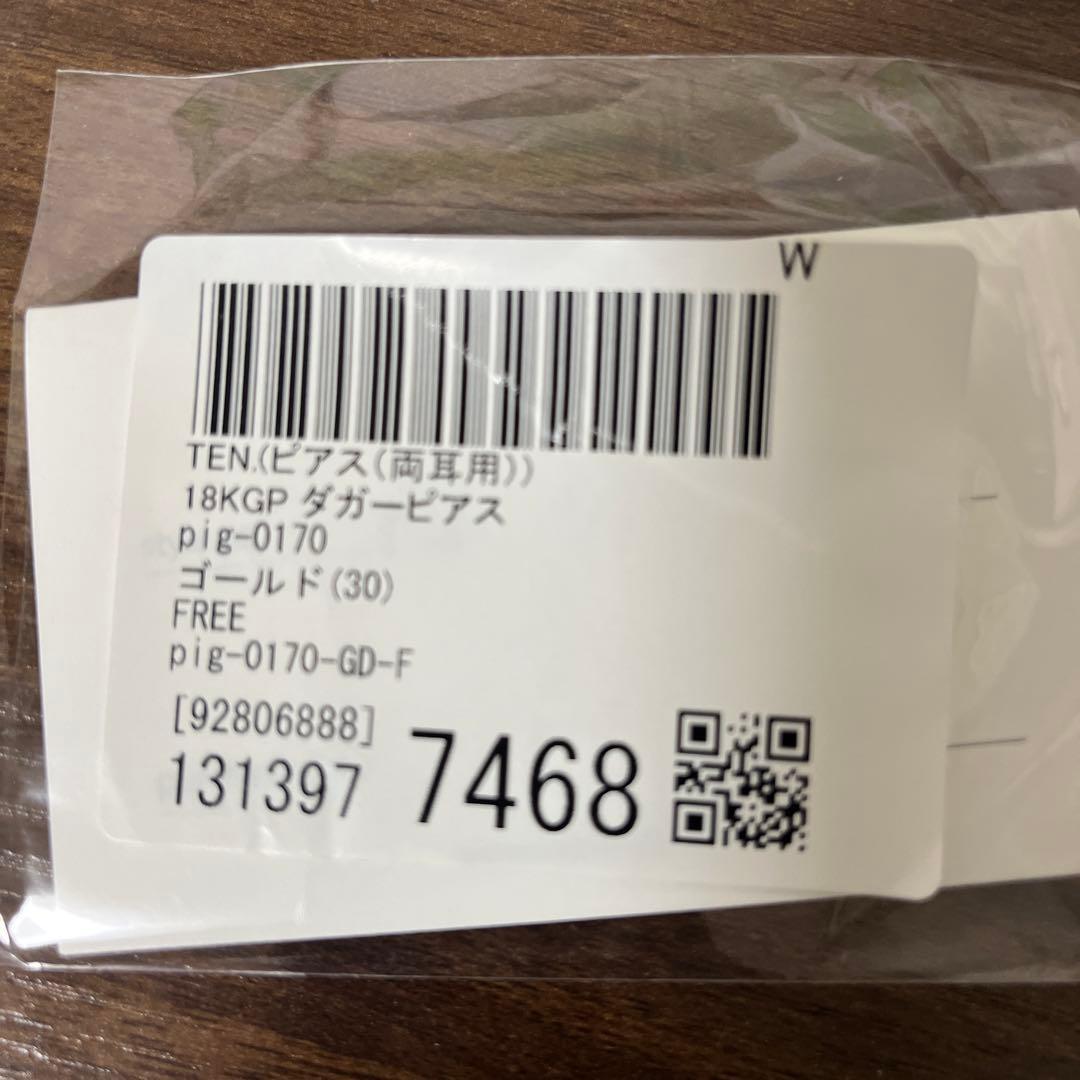 W
TEN.(ピアス(両耳用))
18KGP ダガーピアス
pig-0170
ゴールド(30)
FREE
pig-0170-GD-F
[92806888]
131397 7468